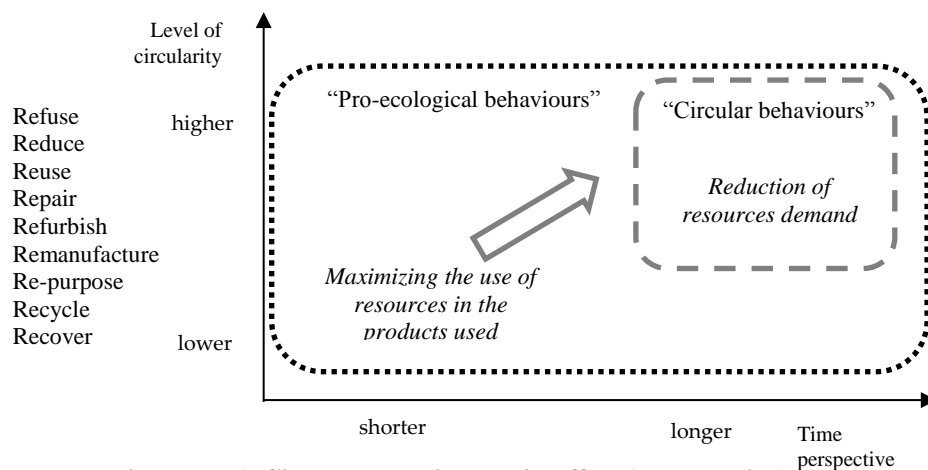 Level of
circularity
“Pro-ecological behaviours”
“Circular behaviours”
Refuse
higher
Reduce
Reuse
Repair
Refurbish
Remanufacture
Re-purpose
Recycle
Recover
lower
Reduction of
resources demand
Maximizing the use of
resources in the
products used
shorter
longer
Time
perspective